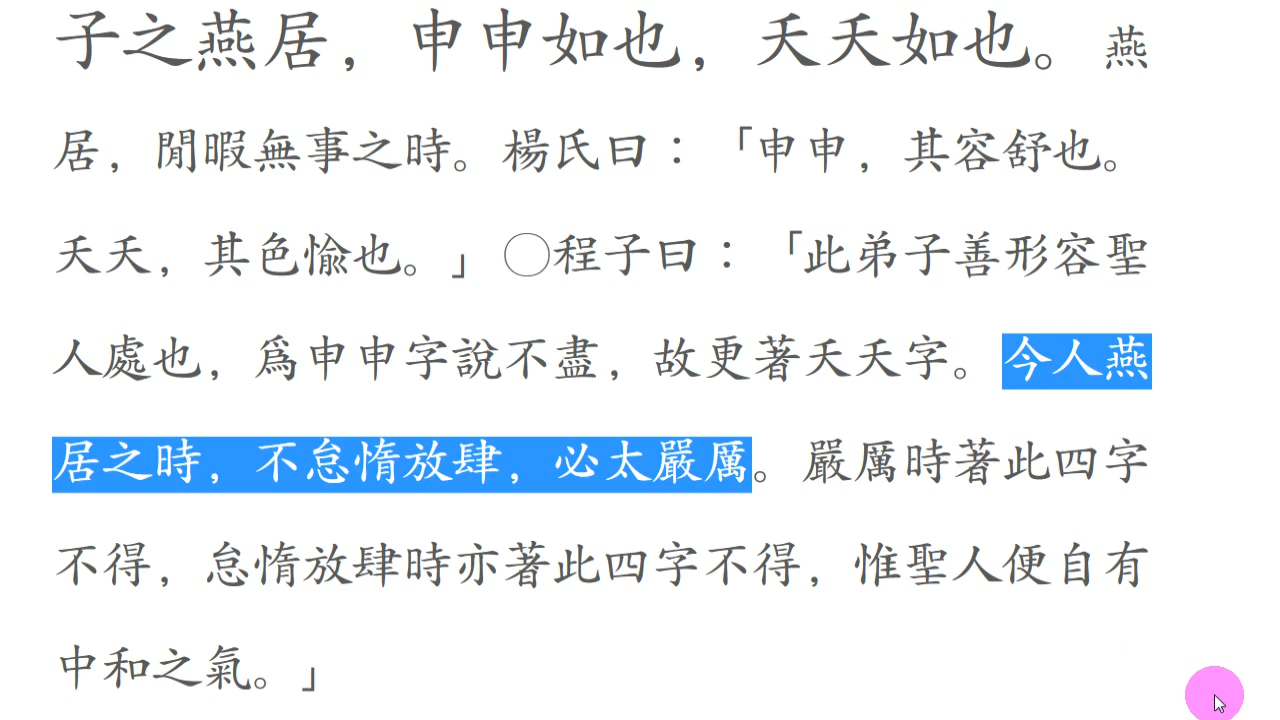 子之燕居，申申如也，夭夭如也。燕
居，閒暇無事之時。楊氏曰：「申申，其容舒也。
夭夭，其色愉也。」◯程子曰：「此弟子善形容聖
人處也，爲申申字說不盡，故更著夭夭字。今人燕
居之時，不怠惰放肆，必太嚴厲。嚴厲時著此四字
不得，怠惰放肆時亦著此四字不得，惟聖人便自有
中和之氣。」